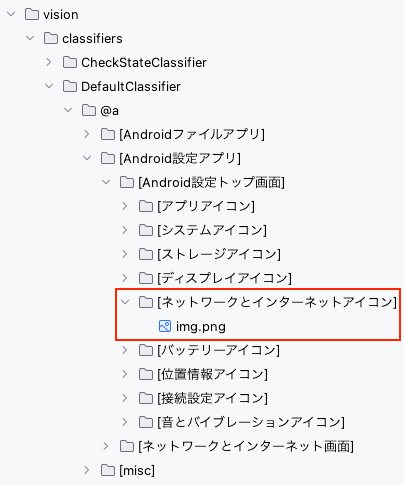 vision
classifiers
CheckStateClassifier
DefaultClassifier
@a
[Androidファイルアプリ]
[Android設定アプリ]
[Android設定トップ画面]
[アプリアイコン]
[システムアイコン]
[ストレージアイコン]
[ディスプレイアイコン]
[ネットワークとインターネットアイコン]
img.png
[バッテリーアイコン]
[位置情報アイコン]
[接続設定アイコン]
[音とバイブレーションアイコン]
[ネットワークとインターネット画面]
[misc]